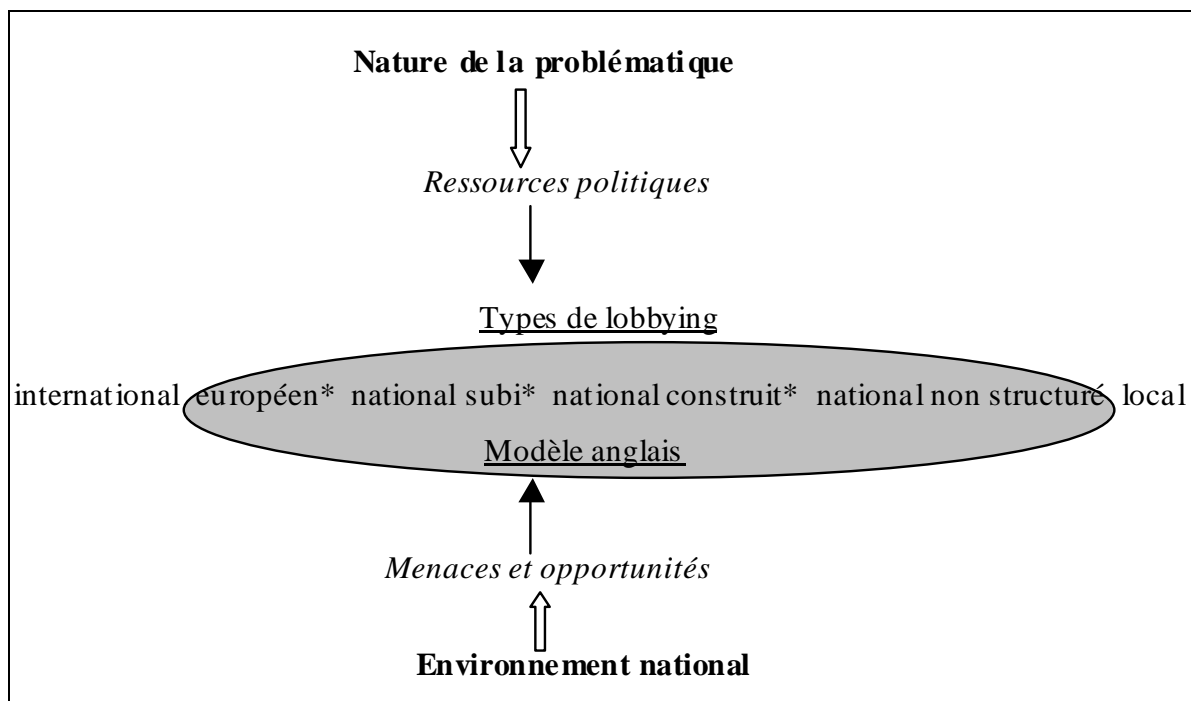 Nature de la problématique
Ressources politiques
Types de lobbying
international européen* national subi* national construit* national non structuré local
Modèle anglais
Menaces et opportunités
Environnement national